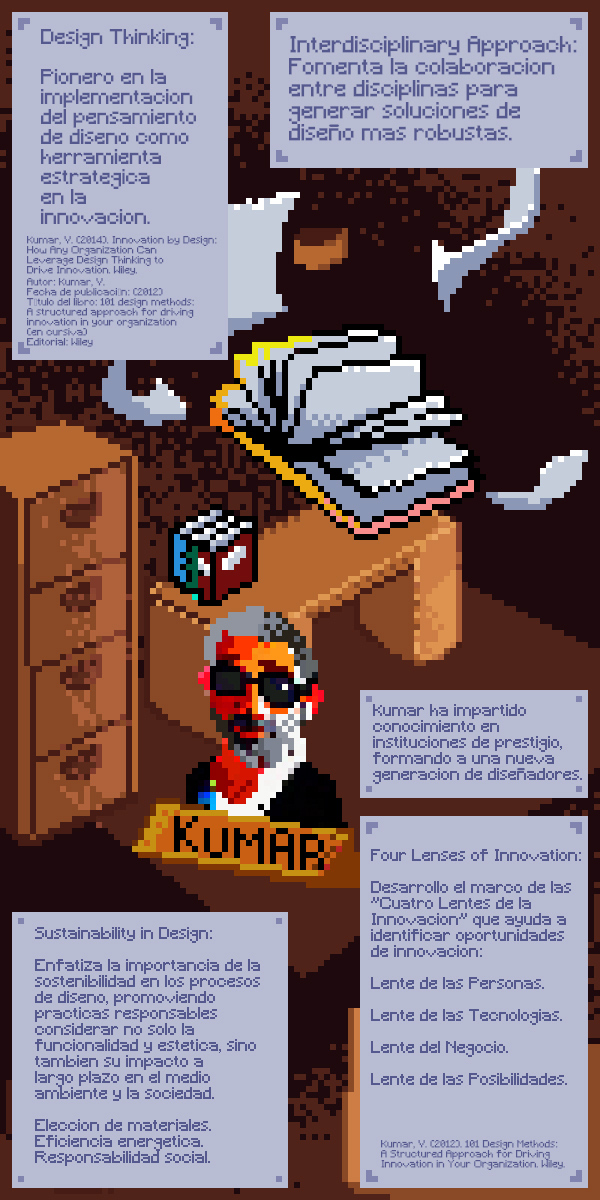 Design Thinking:
Pionero en la
implementacion
del pensamiento
de diseno como
herramienta
estrategica
en la
innovacion.
Kumar, V. (2014). Innovation by Design:
How Any Organization Can
Leverage Design Thinking to
Drive Innovation. Wiley.
Autor: Kumar, V.
Fecha de publicaciín: (2012)
Título del libro: 101 design methods:
A structured approach for driving
innovation in your organization
(en cursiva)
Editorial: Wiley
Interdisciplinary Approach:
Fomenta la colaboracion
entre disciplinas para
generar soluciones de
diseño mas robustas.
KUMAR
Kumar ha impartido
conocimiento en
instituciones de prestigio,
formando a una nueva
generacion de diseñadores.
Four Lenses of Innovation:
Desarrollo el marco de las
"Cuatro Lentes de la
Innovacion" que ayuda a
identificar oportunidades
de innovacion:
Lente de las Personas.
Lente de las Tecnologias.
Lente del Negocio.
Lente de las Posibilidades.
Kumar, V. (2012). 101 Design Methods:
A Structured Approach for Driving
Innovation in Your Organization. Wiley.
Sustainability in Design:
Enfatiza la importancia de la
sostenibilidad en los procesos
de diseno, promoviendo
practicas responsables
considerar no solo la
funcionalidad y estetica, sino
tambien su impacto a
largo plazo en el medio
ambiente y la sociedad.
Eleccion de materiales.
Eficiencia energetica.
Responsabilidad social.